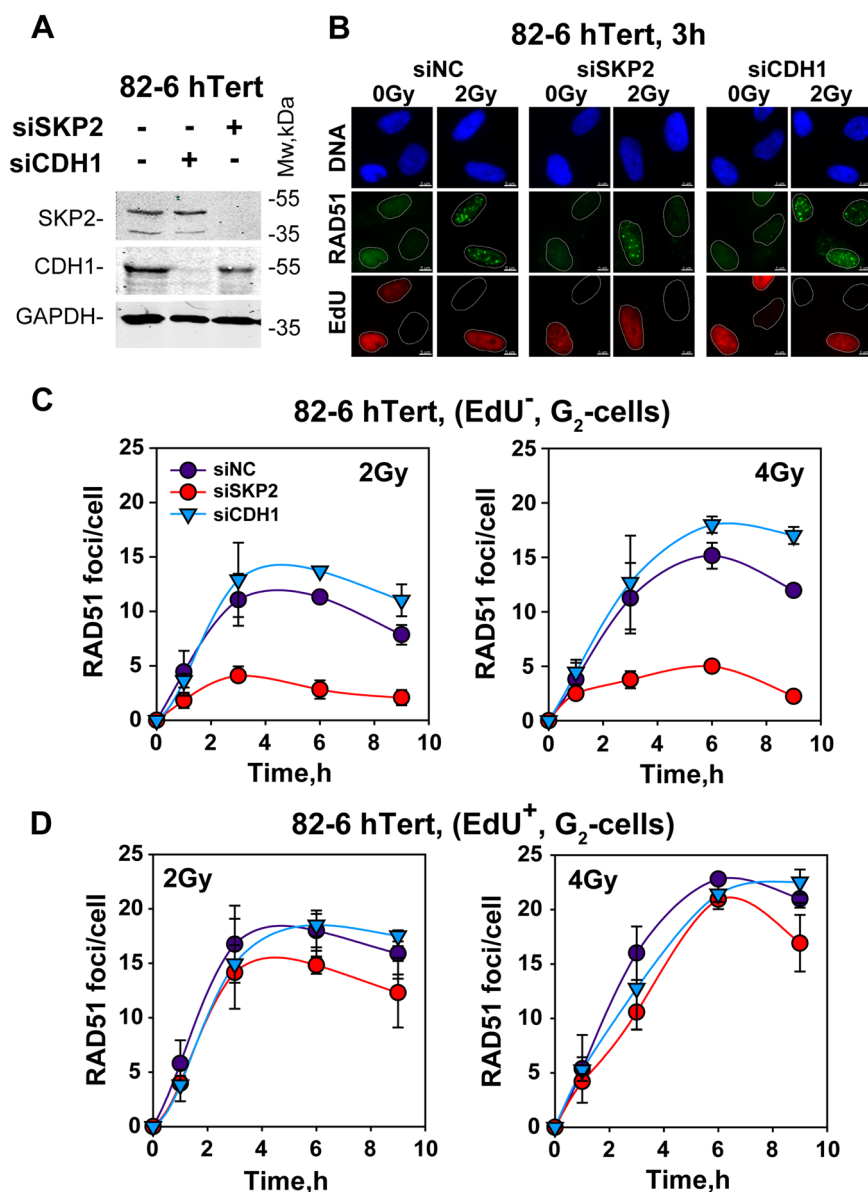 A
82-6 hTert
siSKP2 - - +
siCDH1 - + -
Mw,kDa
SKP2-
-55
-35
CDH1-
-55
GAPDH-
-35
B
82-6 hTert, 3h
siNC siSKP2 siCDH1
0Gy 2Gy 0Gy 2Gy 0Gy 2Gy
DNA
RAD51
EdU
C
82-6 hTert, (EdU⁻, G₂-cells)
RAD51 foci/cell
25
20
15
10
5
0
siNC
siSKP2
siCDH1
2Gy
0 2 4 6 8 10
Time,h
RAD51 foci/cell
25
20
15
10
5
0
4Gy
0 2 4 6 8 10
Time,h
D
82-6 hTert, (EdU⁺, G₂-cells)
RAD51 foci/cell
25
20
15
10
5
0
2Gy
0 2 4 6 8 10
Time,h
RAD51 foci/cell
25
20
15
10
5
0
4Gy
0 2 4 6 8 10
Time,h